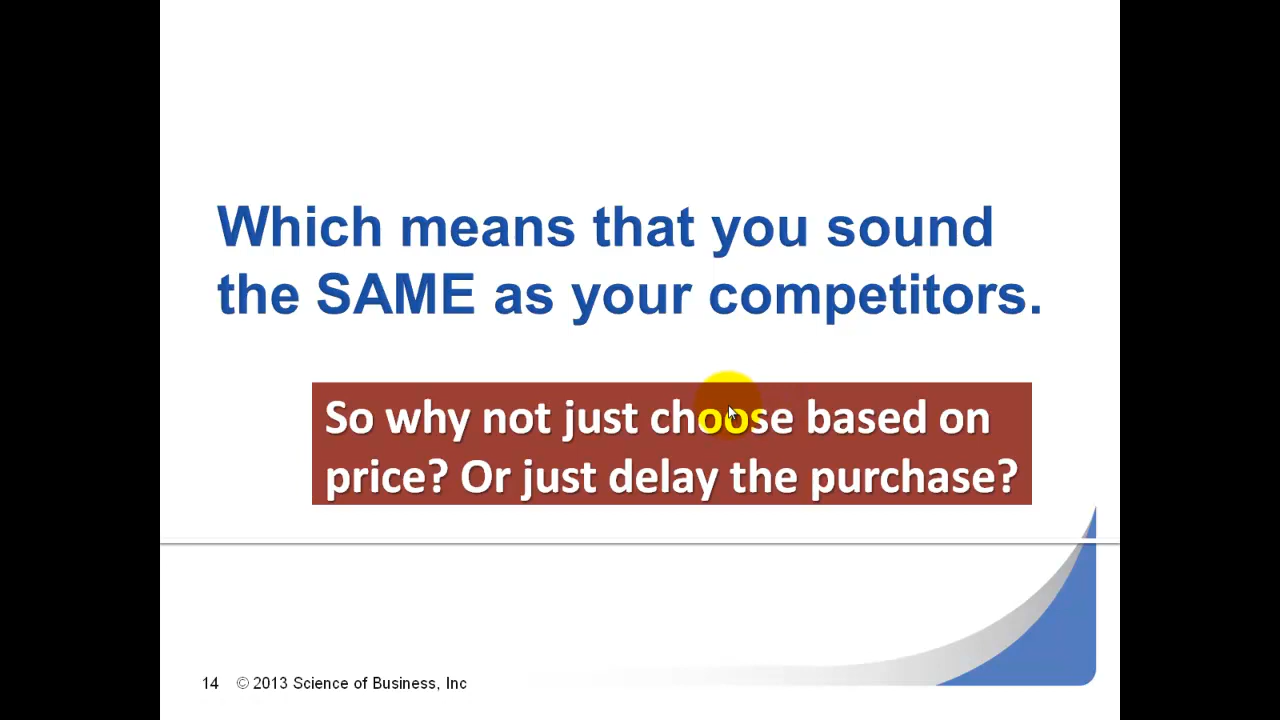 Which means that you sound
the SAME as your competitors.
So why not just choose based on
price? Or just delay the purchase?
14 © 2013 Science of Business, Inc